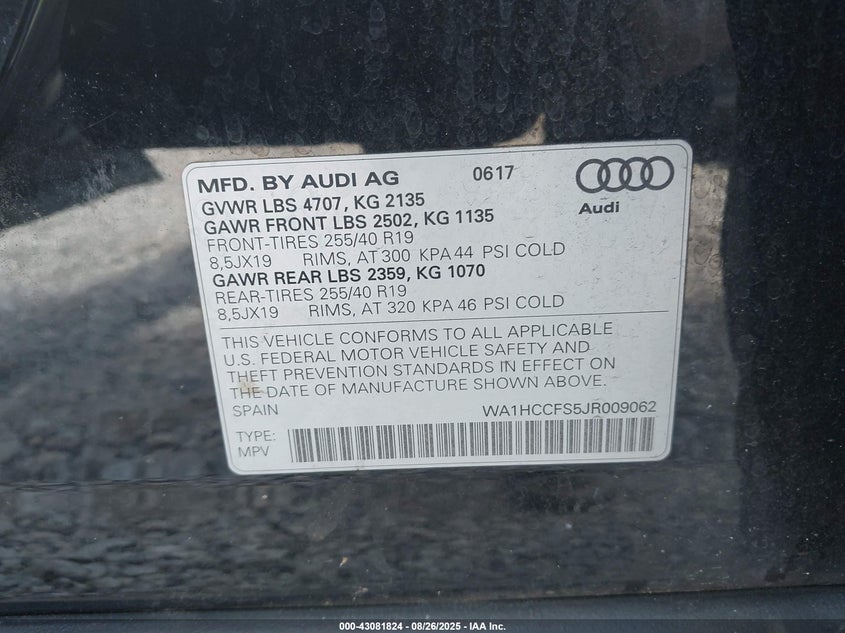 MFD. BY AUDI AG 0617
Audi
GVWR LBS 4707, KG 2135
GAWR FRONT LBS 2502, KG 1135
FRONT-TIRES 255/40 R19
8,5JX19 RIMS, AT 300 KPA 44 PSI COLD
GAWR REAR LBS 2359, KG 1070
REAR-TIRES 255/40 R19
8,5JX19 RIMS, AT 320 KPA 46 PSI COLD
THIS VEHICLE CONFORMS TO ALL APPLICABLE
U.S. FEDERAL MOTOR VEHICLE SAFETY AND
THEFT PREVENTION STANDARDS IN EFFECT ON
THE DATE OF MANUFACTURE SHOWN ABOVE.
SPAIN WA1HCCFS5JR009062
TYPE:
MPV
000-43081824 - 08/26/2025 - IAA Inc.